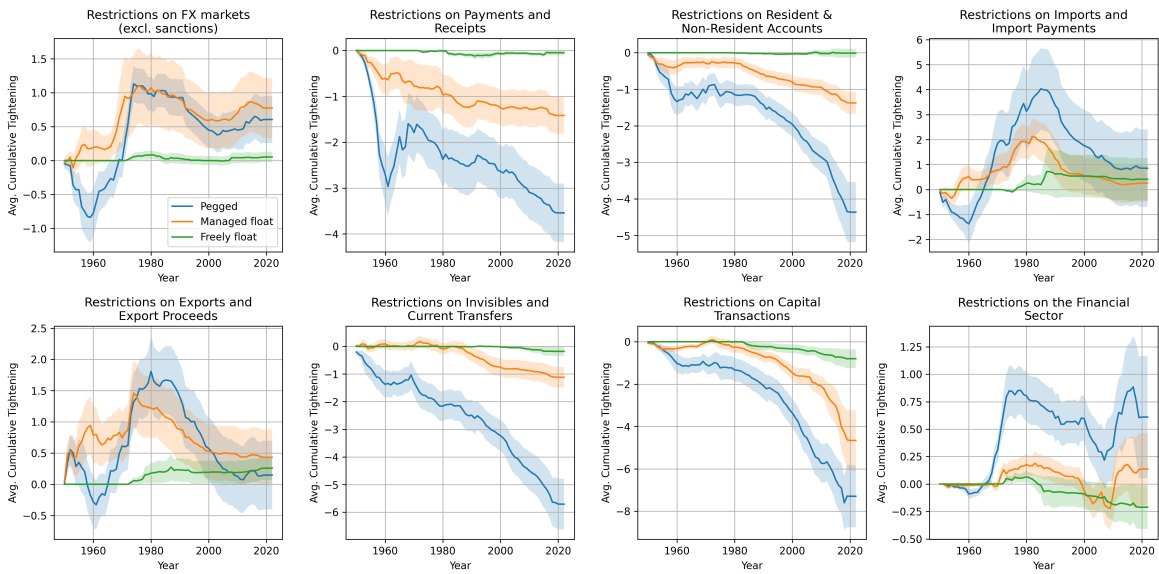 Restrictions on FX markets
(excl. sanctions)
Restrictions on Payments and
Receipts
Restrictions on Resident &
Non-Resident Accounts
Restrictions on Imports and
Import Payments
Avg. Cumulative Tightening
1.5
1.0
0.5
0.0
−0.5
−1.0
Pegged
Managed float
Freely float
1960 1980 2000 2020
Year
Avg. Cumulative Tightening
0
−1
−2
−3
−4
1960 1980 2000 2020
Year
Avg. Cumulative Tightening
0
−1
−2
−3
−4
−5
1960 1980 2000 2020
Year
Avg. Cumulative Tightening
6
5
4
3
2
1
0
−1
−2
1960 1980 2000 2020
Year
Restrictions on Exports and
Export Proceeds
Restrictions on Invisibles and
Current Transfers
Restrictions on Capital
Transactions
Restrictions on the Financial
Sector
Avg. Cumulative Tightening
2.5
2.0
1.5
1.0
0.5
0.0
−0.5
1960 1980 2000 2020
Year
Avg. Cumulative Tightening
0
−1
−2
−3
−4
−5
−6
1960 1980 2000 2020
Year
Avg. Cumulative Tightening
0
−2
−4
−6
−8
1960 1980 2000 2020
Year
Avg. Cumulative Tightening
1.25
1.00
0.75
0.50
0.25
0.00
−0.25
−0.50
1960 1980 2000 2020
Year